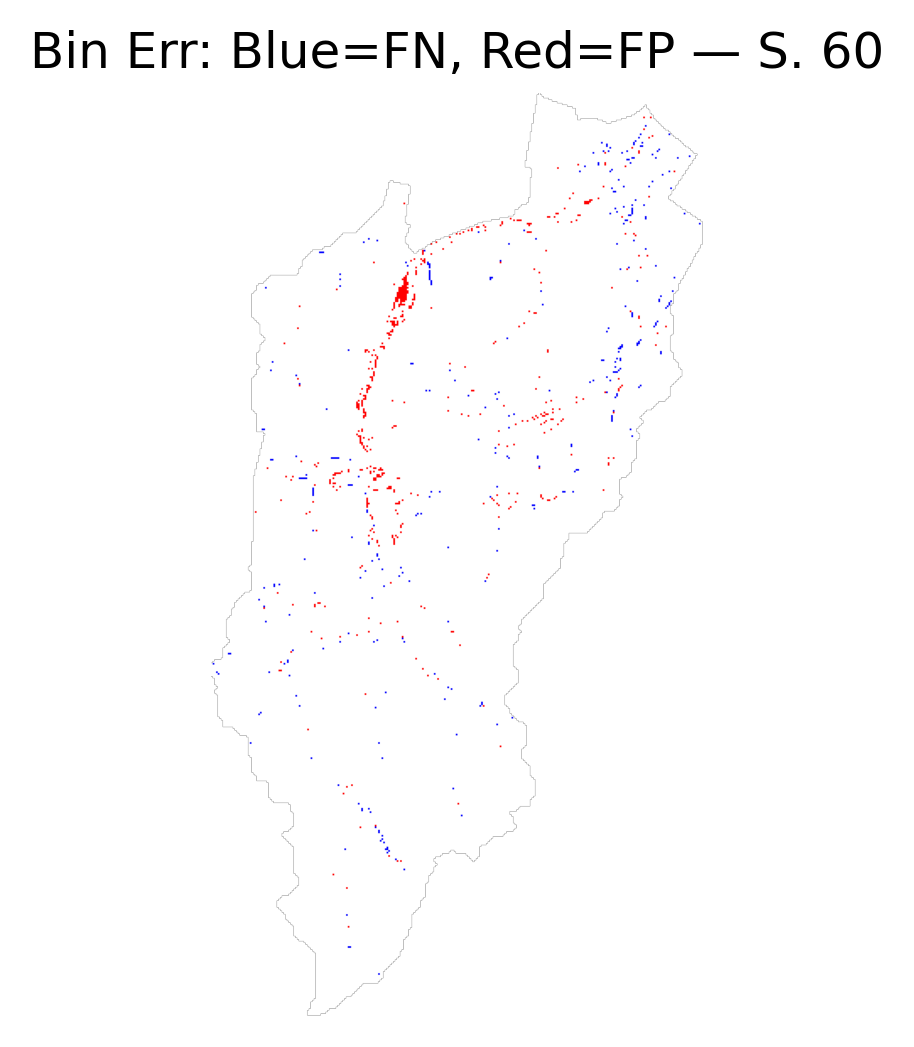 Bin Err: Blue=FN, Red=FP — S. 60